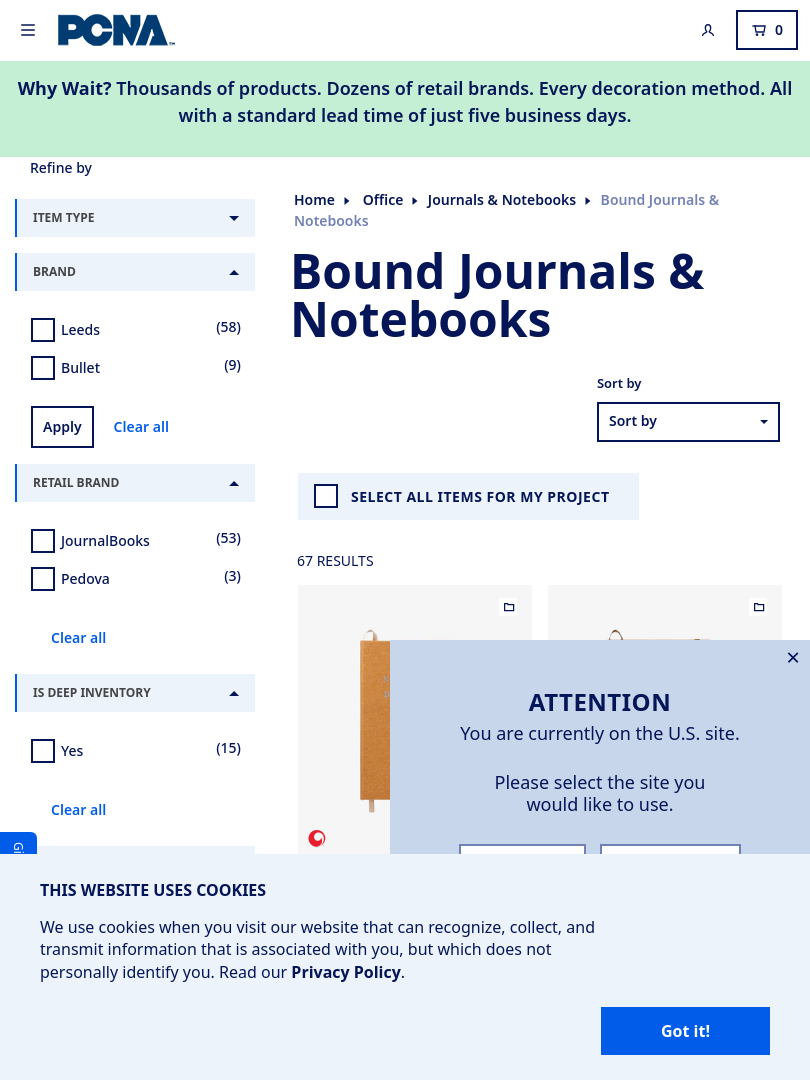 PCNA
0
Why Wait? Thousands of products. Dozens of retail brands. Every decoration method. All
with a standard lead time of just five business days.
Refine by
ITEM TYPE
BRAND
Leeds (58)
Bullet (9)
Apply Clear all
RETAIL BRAND
JournalBooks (53)
Pedova (3)
Clear all
IS DEEP INVENTORY
Yes (15)
Clear all
Home Office Journals & Notebooks Bound Journals &
Notebooks
Bound Journals &
Notebooks
Sort by
Sort by
SELECT ALL ITEMS FOR MY PROJECT
67 RESULTS
ATTENTION
You are currently on the U.S. site.
Please select the site you
would like to use.
THIS WEBSITE USES COOKIES
We use cookies when you visit our website that can recognize, collect, and
transmit information that is associated with you, but which does not
personally identify you. Read our Privacy Policy.
Got it!